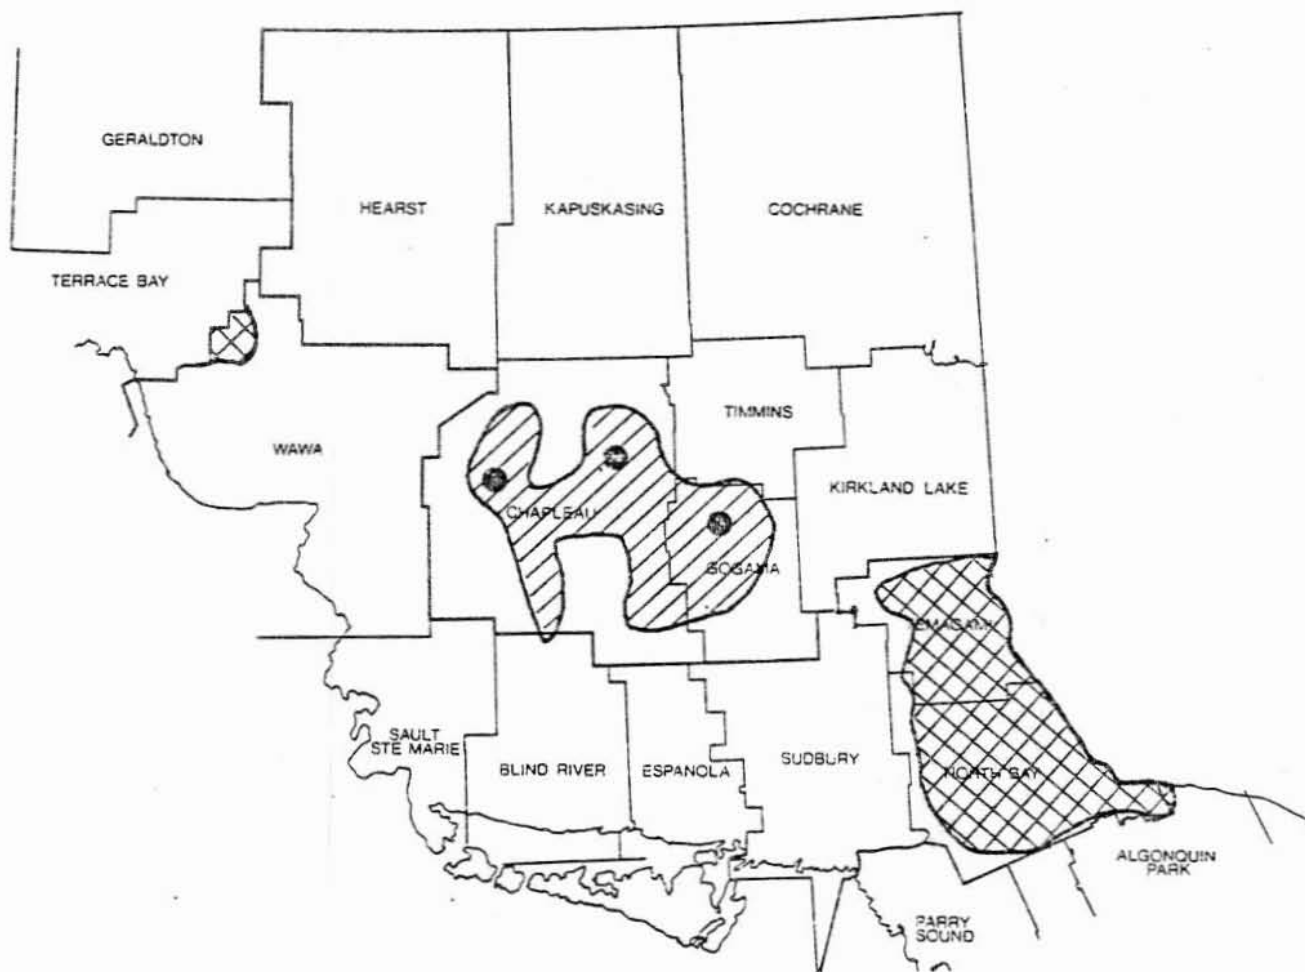 GERALDTON
HEARST
KAPUSKASING
COCHRANE
TERRACE BAY
TIMMINS
WAWA
KIRKLAND LAKE
CHAPLEAU
GOGAMA
EMAGAMI
SAULT
STE MARIE
BLIND RIVER
ESPANOLA
SUDBURY
NORTH BAY
ALGONQUIN
PARK
PARRY
SOUND